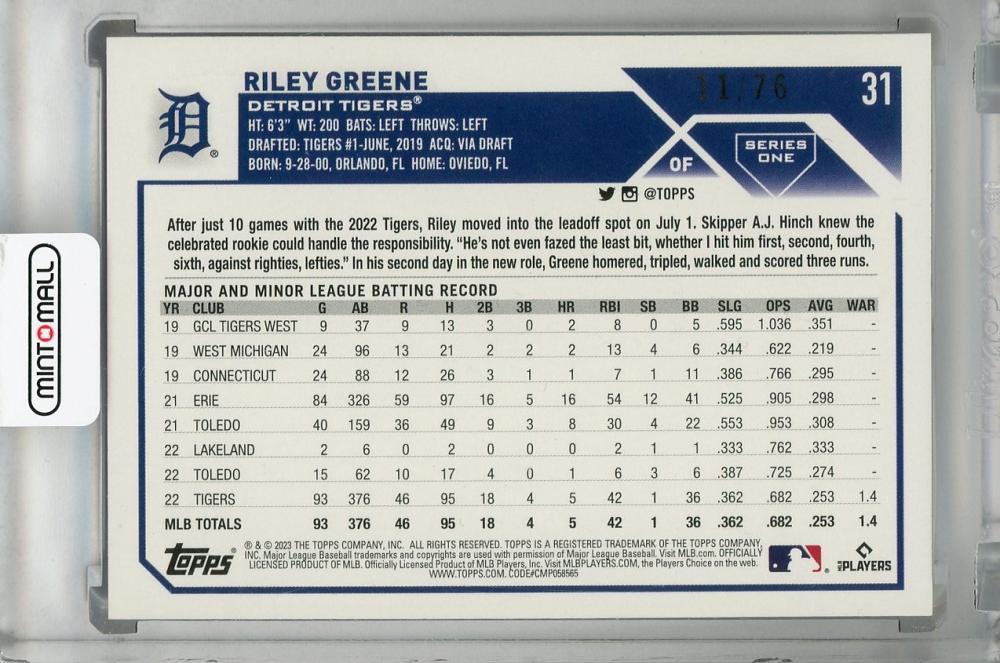 RILEY GREENE
DETROIT TIGERS®
HT: 6'3" WT: 200 BATS: LEFT THROWS: LEFT
DRAFTED: TIGERS #1-JUNE, 2019 ACQ: VIA DRAFT
BORN: 9-28-00, ORLANDO, FL HOME: OVIEDO, FL
11/76
31
OF
SERIES
ONE
@TOPPS
After just 10 games with the 2022 Tigers, Riley moved into the leadoff spot on July 1. Skipper A.J. Hinch knew the
celebrated rookie could handle the responsibility. “He's not even fazed the least bit, whether I hit him first, second, fourth,
sixth, against righties, lefties.” In his second day in the new role, Greene homered, tripled, walked and scored three runs.
MAJOR AND MINOR LEAGUE BATTING RECORD
YR CLUB G AB R H 2B 3B HR RBI SB BB SLG OPS AVG WAR
19 GCL TIGERS WEST 9 37 9 13 3 0 2 8 0 5 .595 1.036 .351 -
19 WEST MICHIGAN 24 96 13 21 2 2 2 13 4 6 .344 .622 .219 -
19 CONNECTICUT 24 88 12 26 3 1 1 7 1 11 .386 .766 .295 -
21 ERIE 84 326 59 97 16 5 16 54 12 41 .525 .905 .298 -
21 TOLEDO 40 159 36 49 9 3 8 30 4 22 .553 .953 .308 -
22 LAKELAND 2 6 0 2 0 0 0 2 1 1 .333 .762 .333 -
22 TOLEDO 15 62 10 17 4 0 1 6 3 6 .387 .725 .274 -
22 TIGERS 93 376 46 95 18 4 5 42 1 36 .362 .682 .253 1.4
MLB TOTALS 93 376 46 95 18 4 5 42 1 36 .362 .682 .253 1.4
Topps®
® & © 2023 THE TOPPS COMPANY, INC. ALL RIGHTS RESERVED. TOPPS IS A REGISTERED TRADEMARK OF THE TOPPS COMPANY,
INC. Major League Baseball trademarks and copyrights are used with permission of Major League Baseball. Visit MLB.com. OFFICIALLY
LICENSED PRODUCT OF MLB. Officially Licensed Product of MLB Players, Inc. Visit MLBPLAYERS.COM, the Players Choice on the web.
WWW.TOPPS.COM. CODE#CMP058565
MLB PLAYERS
MINT MALL